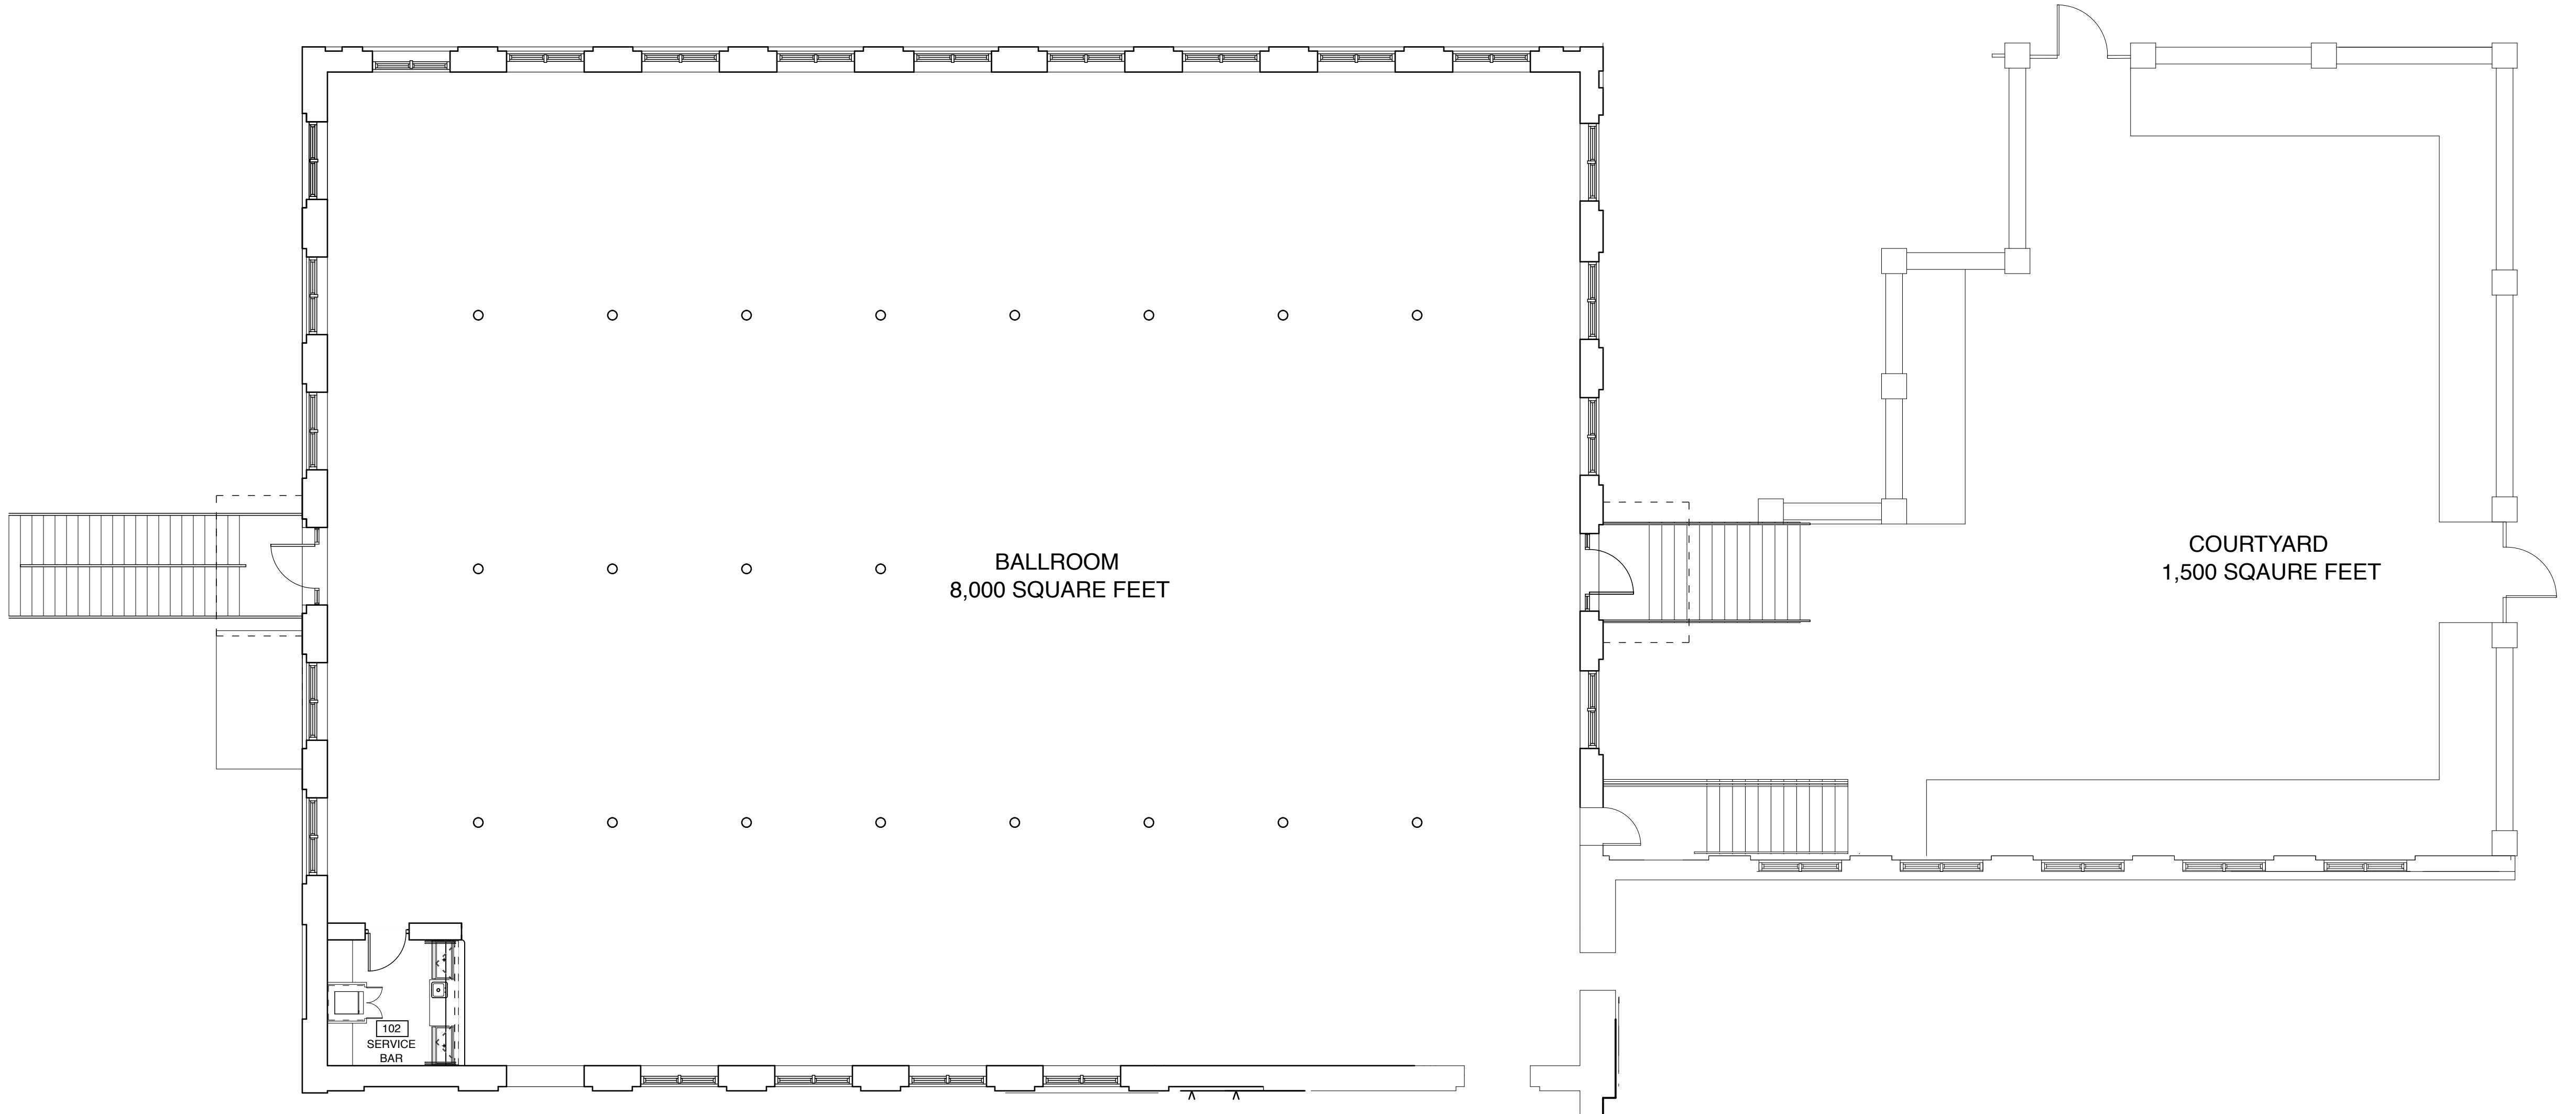 BALLROOM
8,000 SQUARE FEET
COURTYARD
1,500 SQAURE FEET
102
SERVICE
BAR